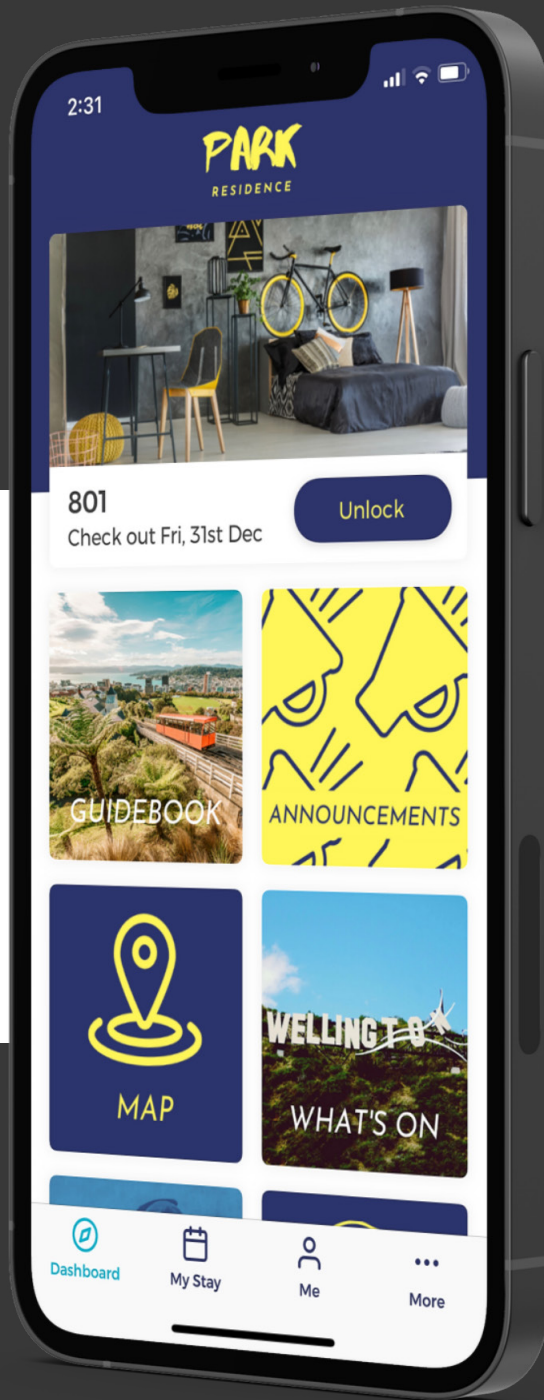 2:31
PARK
RESIDENCE
801
Check out Fri, 31st Dec
Unlock
GUIDEBOOK
ANNOUNCEMENTS
MAP
WELLINGTON
WHAT'S ON
Dashboard
My Stay
Me
More